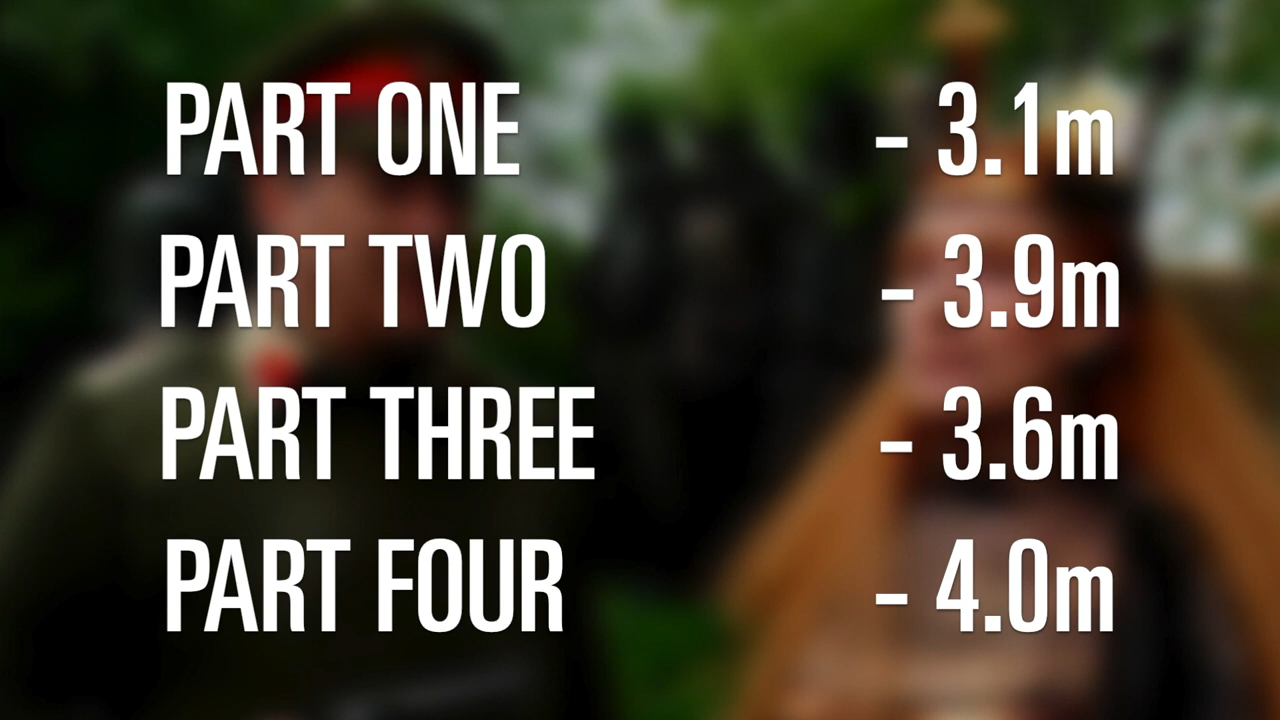 PART ONE - 3.1m
PART TWO - 3.9m
PART THREE - 3.6m
PART FOUR - 4.0m